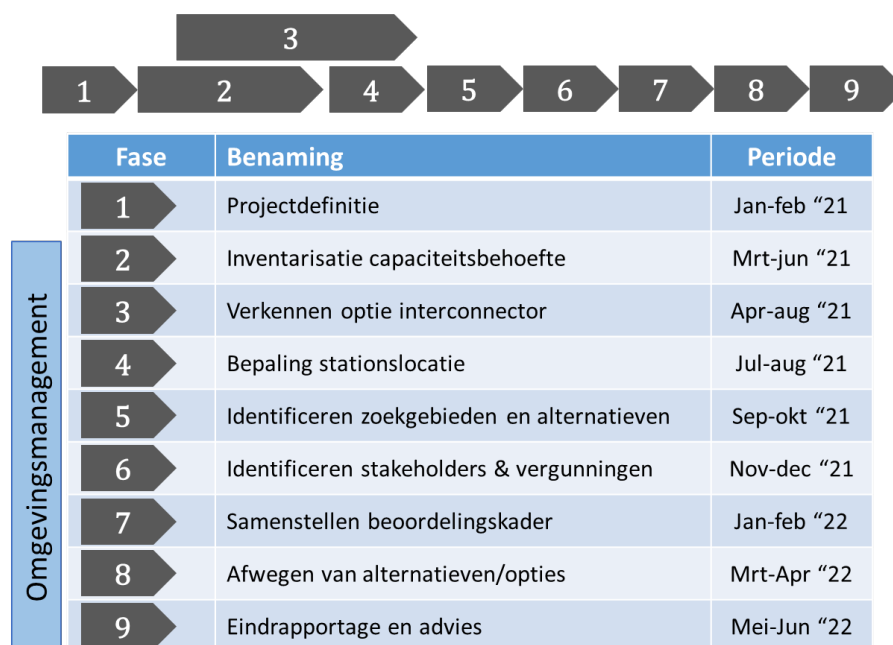 3
1 2 4 5 6 7 8 9
Fase Benaming Periode
1 Projectdefinitie Jan-feb “21
2 Inventarisatie capaciteitsbehoefte Mrt-jun “21
3 Verkennen optie interconnector Apr-aug “21
4 Bepaling stationslocatie Jul-aug “21
5 Identificeren zoekgebieden en alternatieven Sep-okt “21
6 Identificeren stakeholders & vergunningen Nov-dec “21
7 Samenstellen beoordelingskader Jan-feb “22
8 Afwegen van alternatieven/opties Mrt-Apr “22
9 Eindrapportage en advies Mei-Jun “22
Omgevingsmanagement